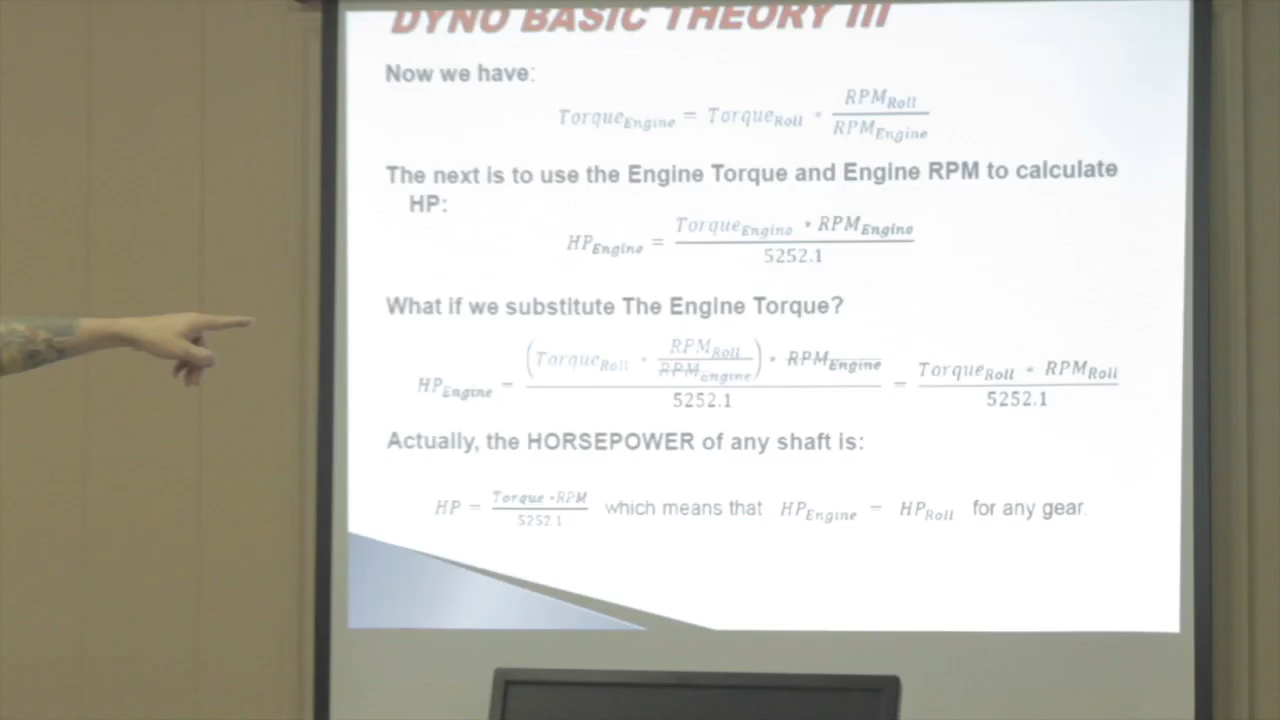 DYNO BASIC THEORY III
Now we have:
Torque_Engine = Torque_Roll * RPM_Roll / RPM_Engine
The next is to use the Engine Torque and Engine RPM to calculate
HP:
HP_Engine = Torque_Engine * RPM_Engine / 5252.1
What if we substitute The Engine Torque?
HP_Engine = (Torque_Roll * RPM_Roll / RPM_Engine) * RPM_Engine / 5252.1 = Torque_Roll * RPM_Roll / 5252.1
Actually, the HORSEPOWER of any shaft is:
HP = Torque *RPM / 5252.1 which means that HP_Engine = HP_Roll for any gear.